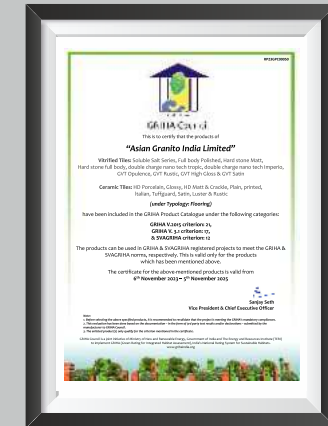 GRIHA Council
This is to certify that the products of
"Asian Granito India Limited"
Vitrified Tiles: Soluble Salt Series, Full body Polished, Hard stone Matt,
Hard stone full body, double charge nano tech tropic, double charge nano tech Imperio,
GVT Opulence, GVT Rustic, GVT High Gloss & GVT Satin
Ceramic Tiles: HD Porcelain, Glossy, HD Matt & Crackle, Plain, printed,
Italian, Tuffguard, Satin, Luster & Rustic
(under Typology: Flooring)
have been included in the GRIHA Product Catalogue under the following categories:
GRIHA V.2015 criterion: 21,
GRIHA V. 3.1 criterion: 17,
& SVAGRIHA criterion: 12
The products can be used in GRIHA & SVAGRIHA registered projects to meet the GRIHA &
SVAGRIHA norms, respectively. This is valid only for the products
which has been mentioned above.
The certificate for the above-mentioned products is valid from
6th November 2023 – 5th November 2025
Sanjay Seth
Vice President & Chief Executive Officer
Note: